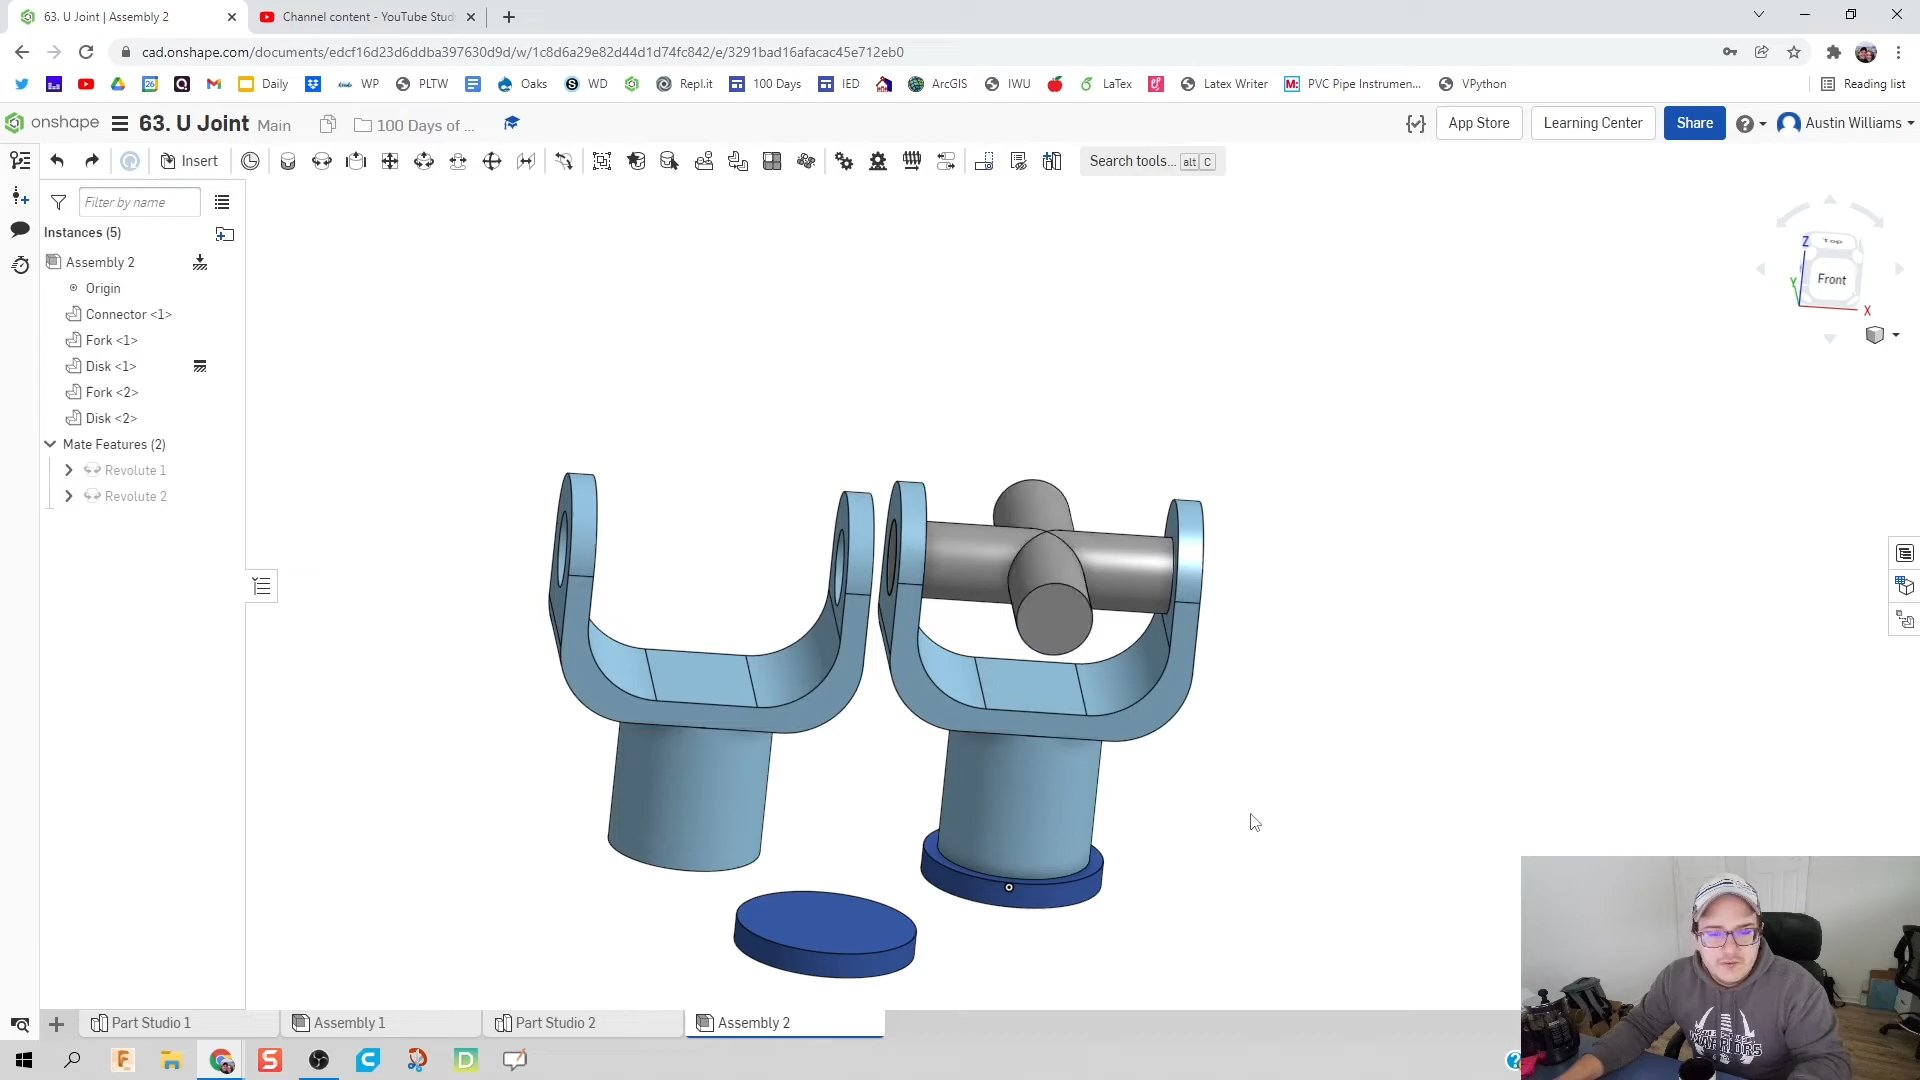 63. U Joint | Assembly 2
Channel content - YouTube Studi
cad.onshape.com/documents/edcf16d23d6ddba397630d9d/w/1c8d6a29e82d44d1d74fc842/e/3291bad16afacac45e712eb0
Daily WP PLTW Oaks WD Repl.it 100 Days IED ArcGIS IWU LaTex Latex Writer PVC Pipe Instrumen... VPython Reading list
onshape 63. U Joint Main 100 Days of ... App Store Learning Center Share Austin Williams
Insert Search tools... alt C
Filter by name
Instances (5)
Assembly 2
Origin
Connector <1>
Fork <1>
Disk <1>
Fork <2>
Disk <2>
Mate Features (2)
Revolute 1
Revolute 2
Z Top
Y Front
X
WARRIORS
Part Studio 1 Assembly 1 Part Studio 2 Assembly 2